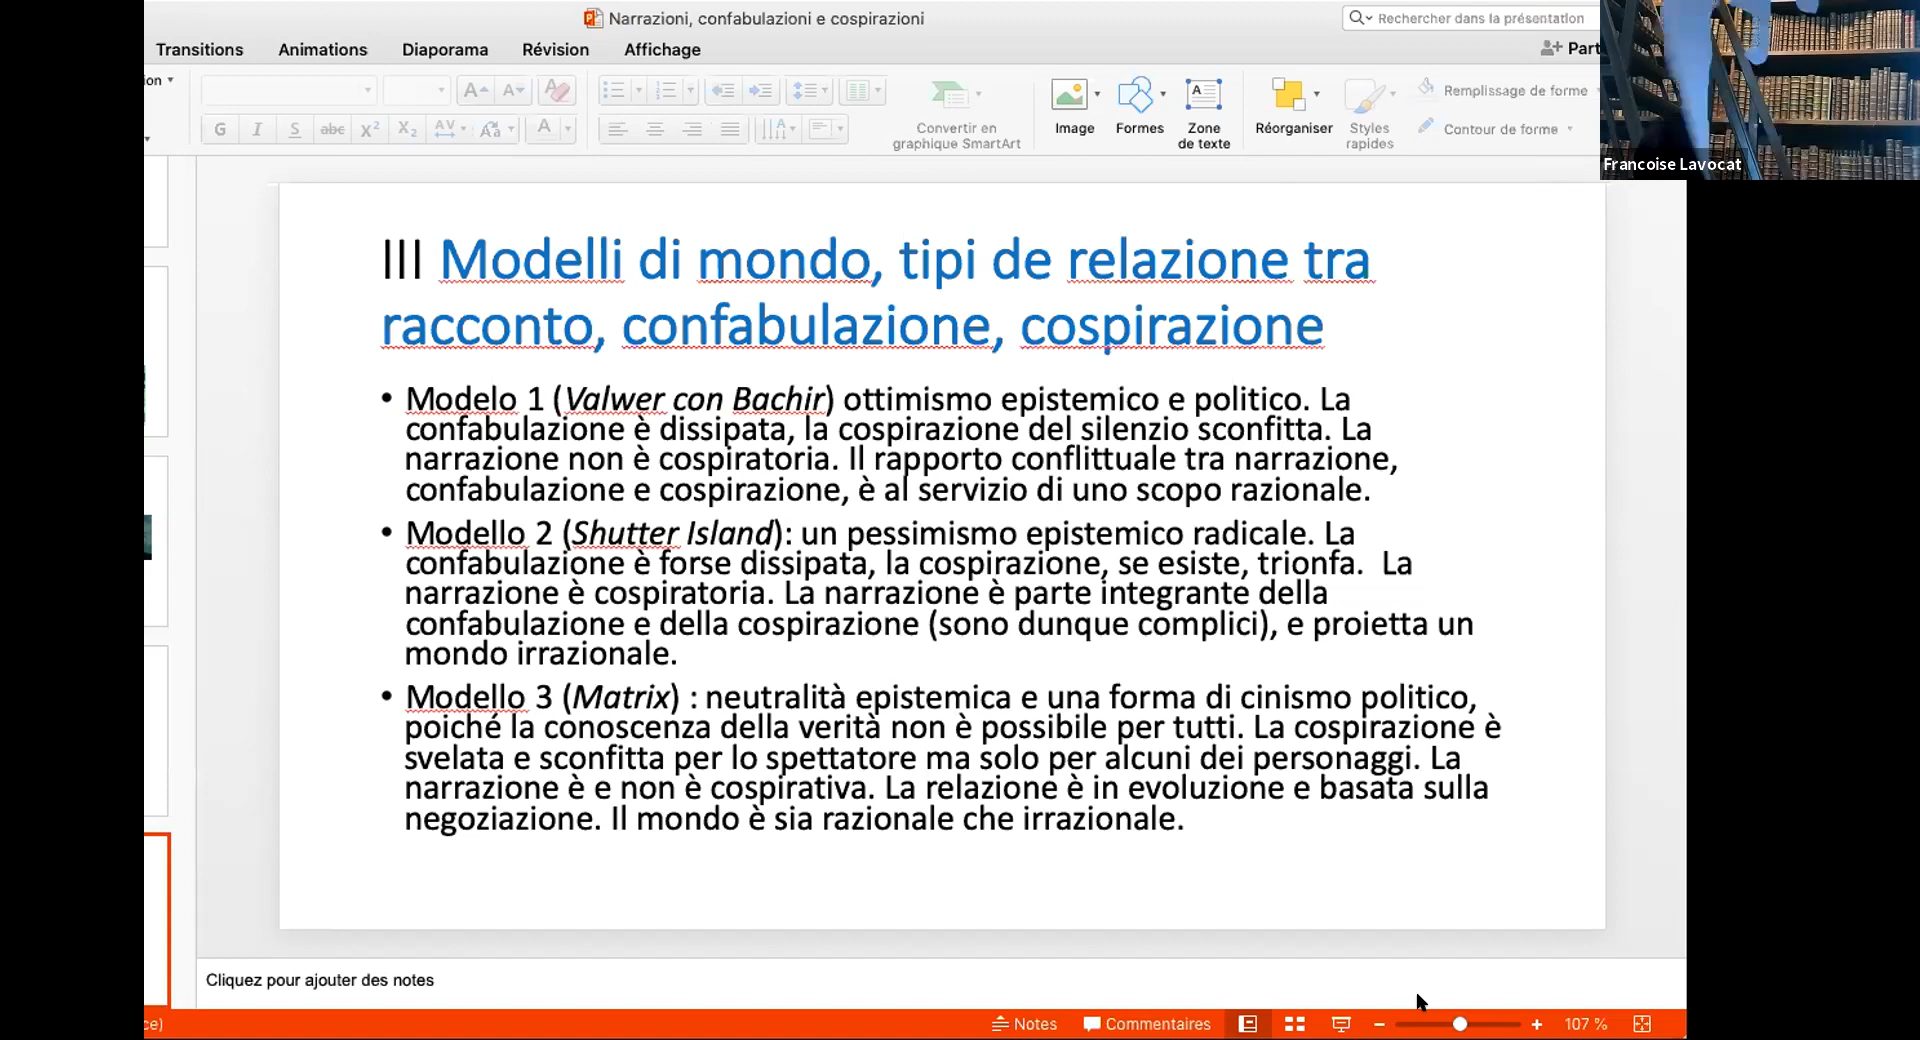 Narrazioni, confabulazioni e cospirazioni
Rechercher dans la présentation
Transitions Animations Diaporama Révision Affichage
Part
ion
Remplissage de forme
G I S abc X² X₂ AV Aa A
Convertir en
graphique SmartArt
Image Formes Zone
de texte
Réorganiser Styles
rapides
Contour de forme
Francoise Lavocat
III Modelli di mondo, tipi de relazione tra
racconto, confabulazione, cospirazione
• Modelo 1 (Valwer con Bachir) ottimismo epistemico e politico. La
confabulazione è dissipata, la cospirazione del silenzio sconfitta. La
narrazione non è cospiratoria. Il rapporto conflittuale tra narrazione,
confabulazione e cospirazione, è al servizio di uno scopo razionale.
• Modello 2 (Shutter Island): un pessimismo epistemico radicale. La
confabulazione è forse dissipata, la cospirazione, se esiste, trionfa. La
narrazione è cospiratoria. La narrazione è parte integrante della
confabulazione e della cospirazione (sono dunque complici), e proietta un
mondo irrazionale.
• Modello 3 (Matrix) : neutralità epistemica e una forma di cinismo politico,
poiché la conoscenza della verità non è possibile per tutti. La cospirazione è
svelata e sconfitta per lo spettatore ma solo per alcuni dei personaggi. La
narrazione è e non è cospirativa. La relazione è in evoluzione e basata sulla
negoziazione. Il mondo è sia razionale che irrazionale.
Cliquez pour ajouter des notes
ce) Notes Commentaires 107 %